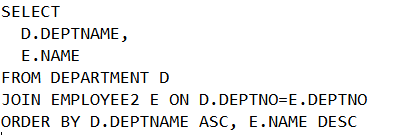 SELECT
D.DEPTNAME,
E.NAME
FROM DEPARTMENT D
JOIN EMPLOYEE2 E ON D.DEPTNO=E.DEPTNO
ORDER BY D.DEPTNAME ASC, E.NAME DESC